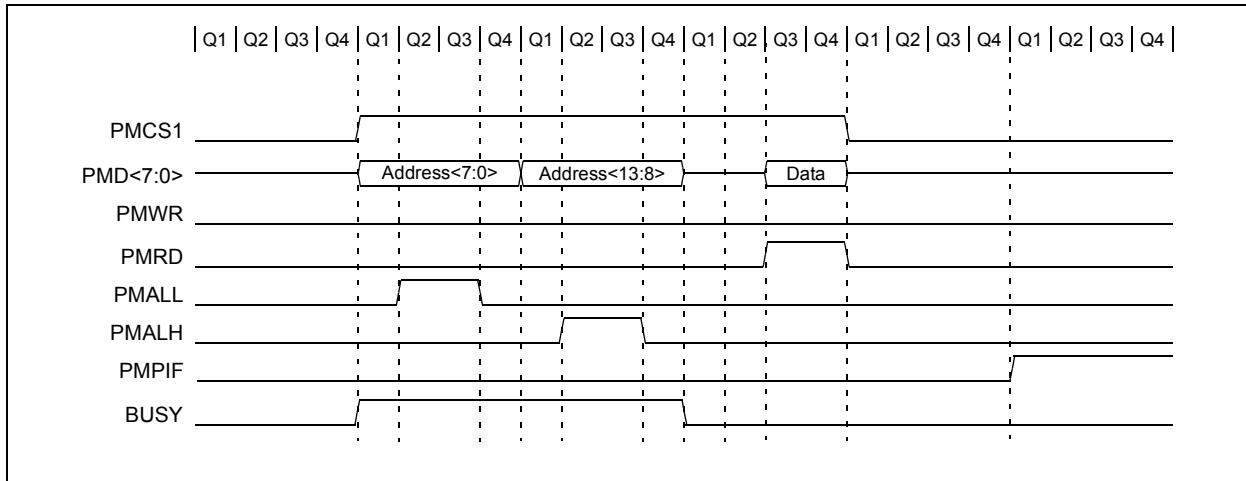 Q1 Q2 Q3 Q4 Q1 Q2 Q3 Q4 Q1 Q2 Q3 Q4 Q1 Q2 Q3 Q4 Q1 Q2 Q3 Q4 Q1 Q2 Q3 Q4
PMCS1
PMD<7:0> Address<7:0> Address<13:8> Data
PMWR
PMRD
PMALL
PMALH
PMPIF
BUSY